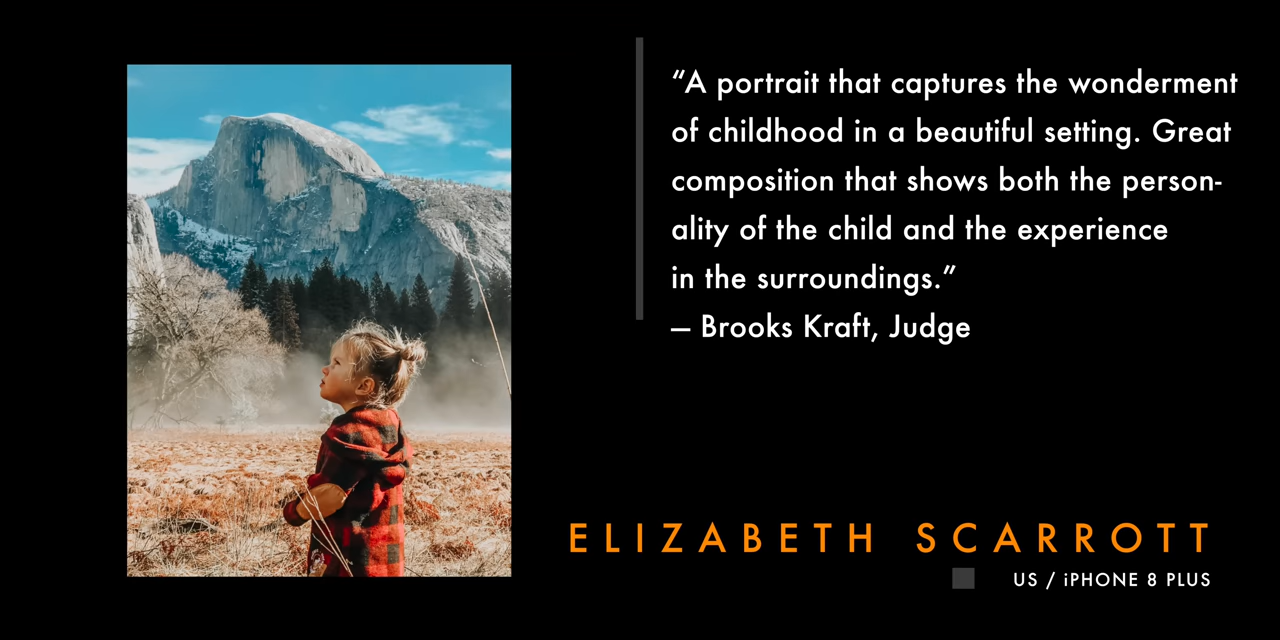 “A portrait that captures the wonderment
of childhood in a beautiful setting. Great
composition that shows both the person-
ality of the child and the experience
in the surroundings.”
— Brooks Kraft, Judge
ELIZABETH SCARROTT
US / iPHONE 8 PLUS